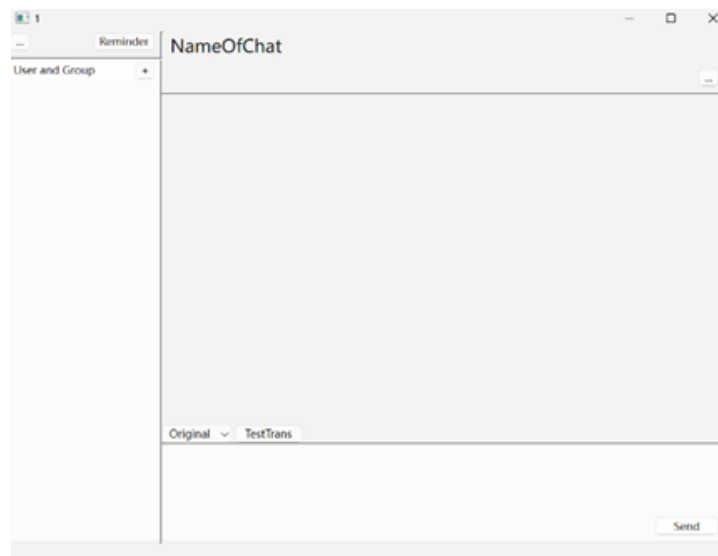 1
... Reminder
NameOfChat
User and Group +
...
Original TestTrans
Send